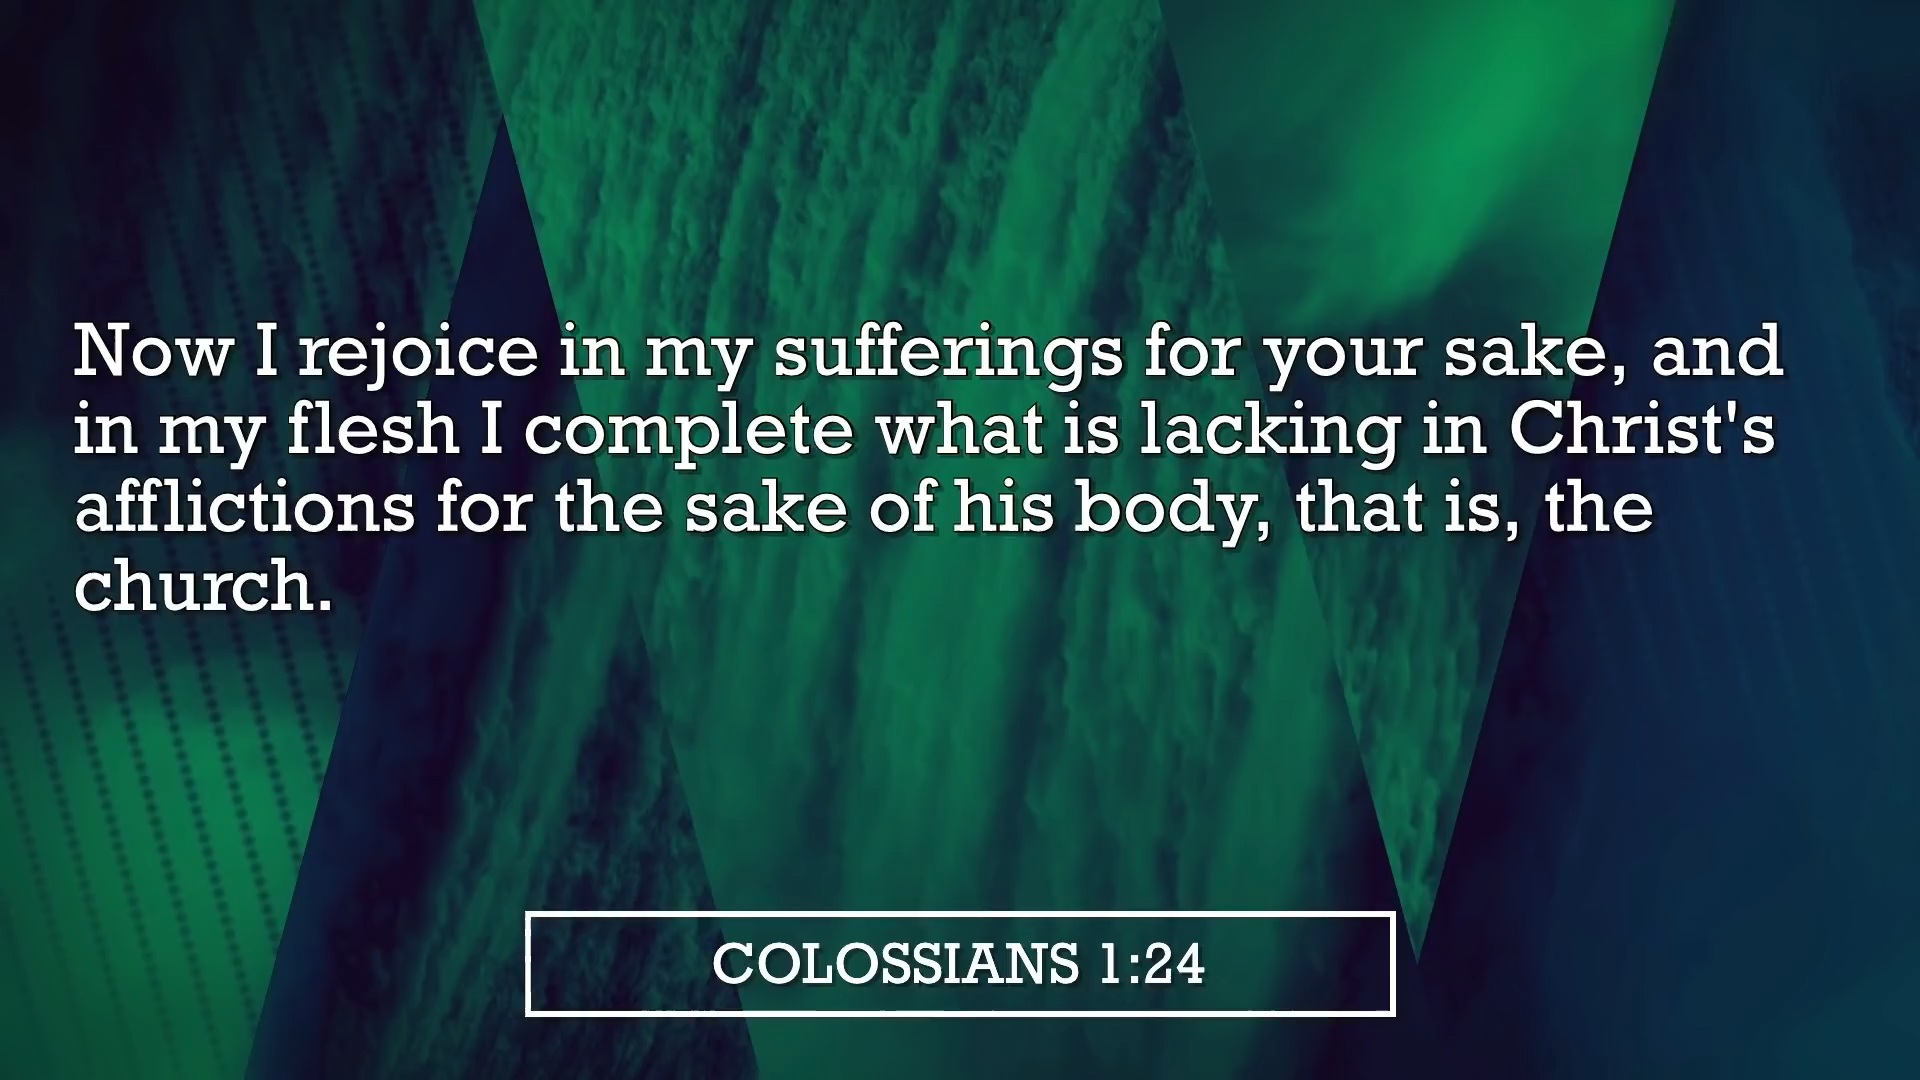 Now I rejoice in my sufferings for your sake, and
in my flesh I complete what is lacking in Christ's
afflictions for the sake of his body, that is, the
church.
COLOSSIANS 1:24